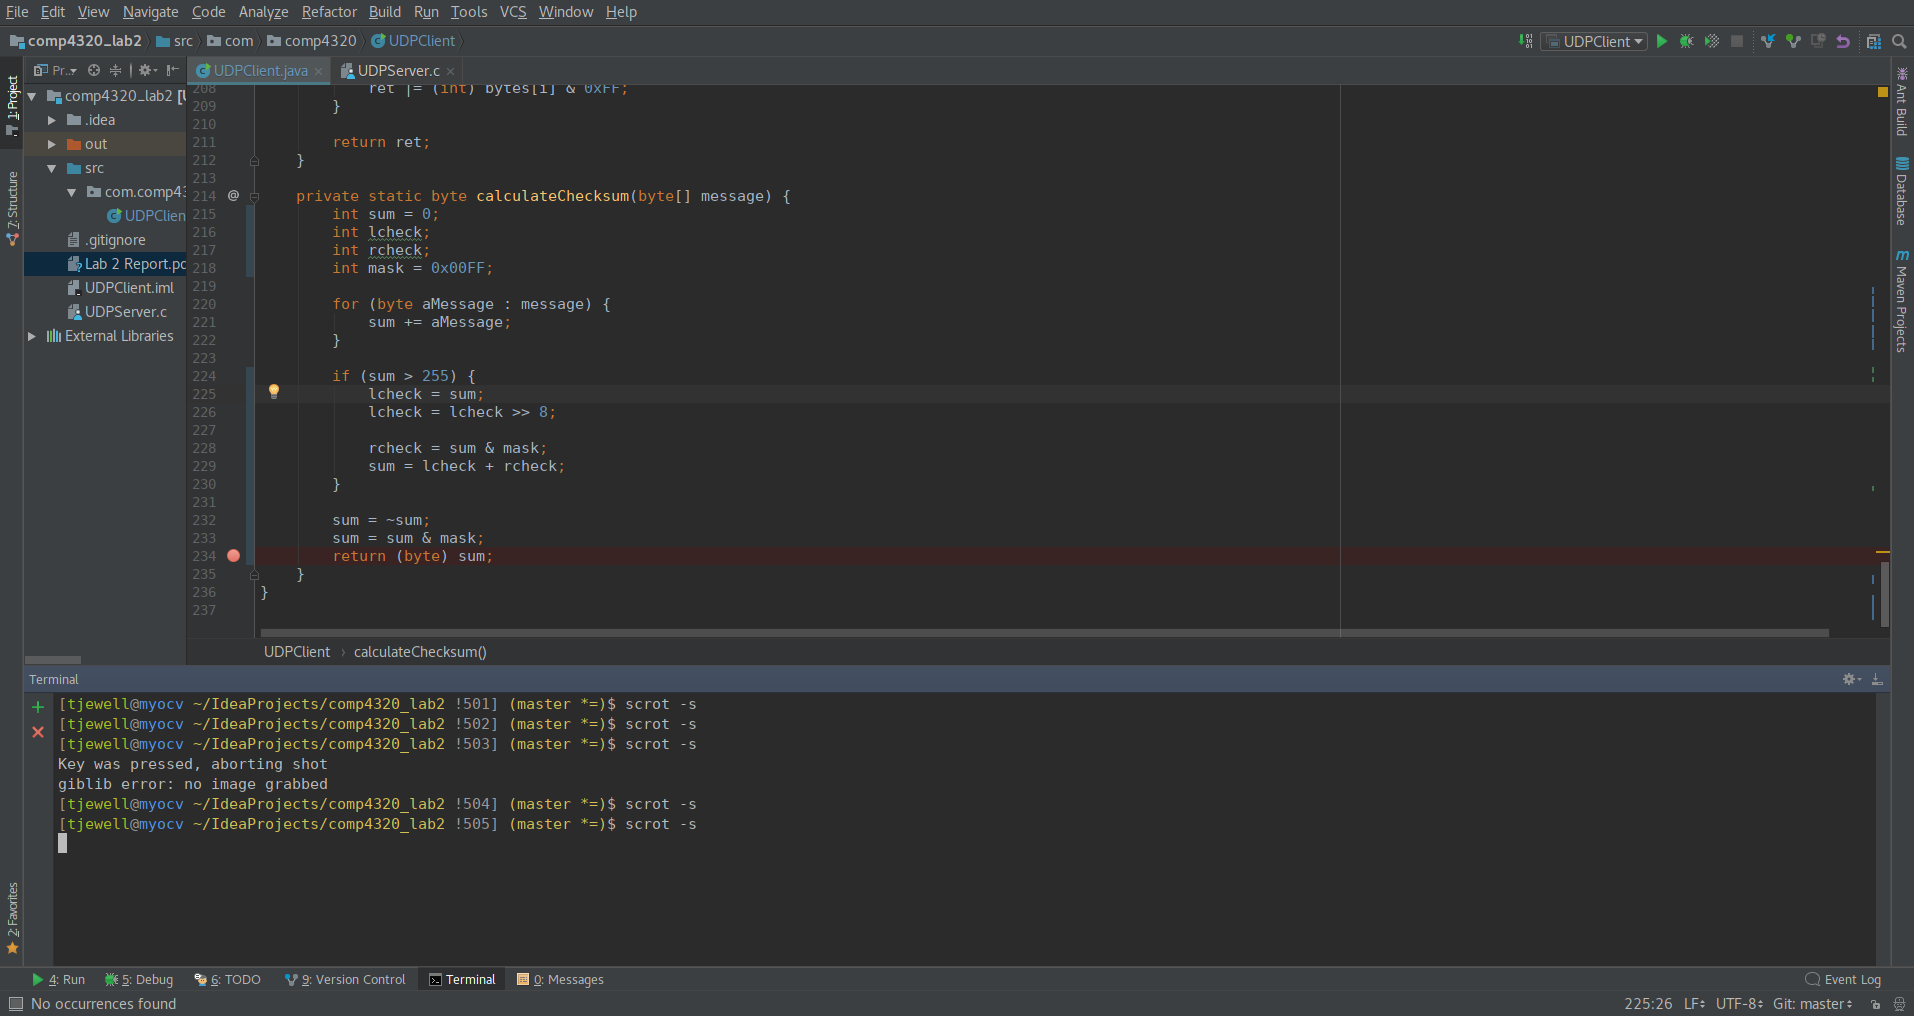 File Edit View Navigate Code Analyze Refactor Build Run Tools VCS Window Help
comp4320_lab2 src com comp4320 UDPClient
UDPClient
Pr..
UDPClient.java
UDPServer.c
1: Project
7: Structure
2: Favorites
comp4320_lab2 [U
.idea
out
src
com.comp43
UDPClien
.gitignore
Lab 2 Report.pd
UDPClient.iml
UDPServer.c
External Libraries
208 ret |= (int) bytes[i] & 0xFF;
209 }
210
211 return ret;
212 }
213
214 @ private static byte calculateChecksum(byte[] message) {
215 int sum = 0;
216 int lcheck;
217 int rcheck;
218 int mask = 0x00FF;
219
220 for (byte aMessage : message) {
221 sum += aMessage;
222 }
223
224 if (sum > 255) {
225 lcheck = sum;
226 lcheck = lcheck >> 8;
227
228 rcheck = sum & mask;
229 sum = lcheck + rcheck;
230 }
231
232 sum = ~sum;
233 sum = sum & mask;
234 return (byte) sum;
235 }
236 }
237
UDPClient › calculateChecksum()
Ant Build
Database
Maven Projects
Terminal
[tjewell@myocv ~/IdeaProjects/comp4320_lab2 !501] (master *=)$ scrot -s
[tjewell@myocv ~/IdeaProjects/comp4320_lab2 !502] (master *=)$ scrot -s
[tjewell@myocv ~/IdeaProjects/comp4320_lab2 !503] (master *=)$ scrot -s
Key was pressed, aborting shot
giblib error: no image grabbed
[tjewell@myocv ~/IdeaProjects/comp4320_lab2 !504] (master *=)$ scrot -s
[tjewell@myocv ~/IdeaProjects/comp4320_lab2 !505] (master *=)$ scrot -s
4: Run 5: Debug 6: TODO 9: Version Control Terminal 0: Messages Event Log
No occurrences found 225:26 LF UTF-8 Git: master